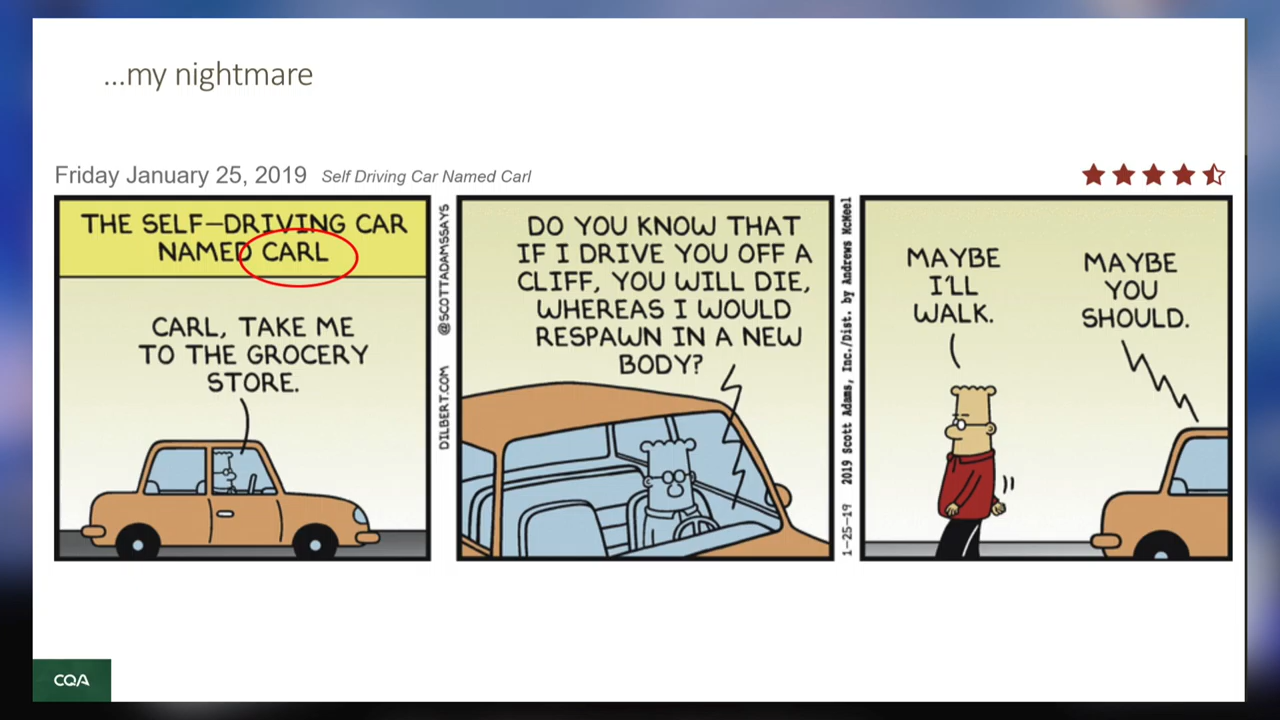 ...my nightmare
Friday January 25, 2019 Self Driving Car Named Carl
THE SELF-DRIVING CAR
NAMED CARL
CARL, TAKE ME
TO THE GROCERY
STORE.
DILBERT.COM @SCOTTADAMSSAYS
DO YOU KNOW THAT
IF I DRIVE YOU OFF A
CLIFF, YOU WILL DIE,
WHEREAS I WOULD
RESPAWN IN A NEW
BODY?
1-25-19 2019 Scott Adams, Inc./Dist. by Andrews McMeel
MAYBE
I'LL
WALK.
MAYBE
YOU
SHOULD.
CQA